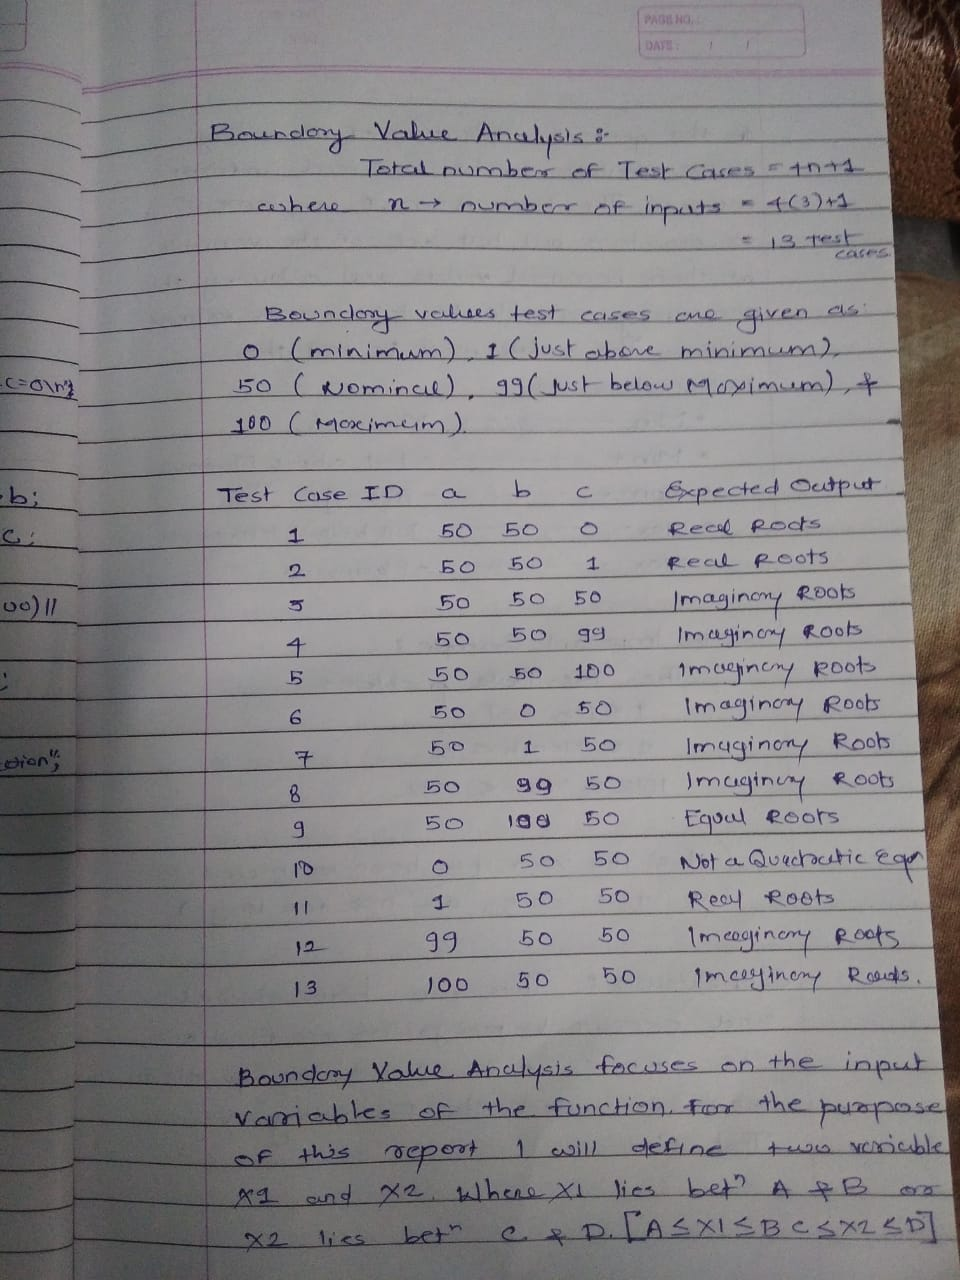 PAGE NO.:
DATE: / /
Boundary Value Analysis :-
Total number of Test Cases = 4n+1
where n → number of inputs = 4(3)+1
= 13 test
cases.
Boundary values test cases are given as:
0 (minimum), 1 (just above minimum),
50 (Nominal), 99 (Just below Maximum), &
100 (Maximum).
Test Case ID a b c Expected Output
1 50 50 0 Real Roots
2 50 50 1 Real Roots
3 50 50 50 Imaginary Roots
4 50 50 99 Imaginary Roots
5 50 50 100 Imaginary Roots
6 50 0 50 Imaginary Roots
7 50 1 50 Imaginary Roots
8 50 99 50 Imaginary Roots
9 50 100 50 Equal Roots
10 0 50 50 Not a Quadratic Eqn
11 1 50 50 Real Roots
12 99 50 50 Imaginary Roots
13 100 50 50 Imaginary Roots.
Boundary Value Analysis focuses on the input
variables of the function. For the purpose
of this report I will define two variable
X1 and X2. Where X1 lies betn A & B or
X2 lies betn C & D. [A ≤ X1 ≤ B C ≤ X2 ≤ D]
c=0\n";
b;
c;
00) ||
;
otion";